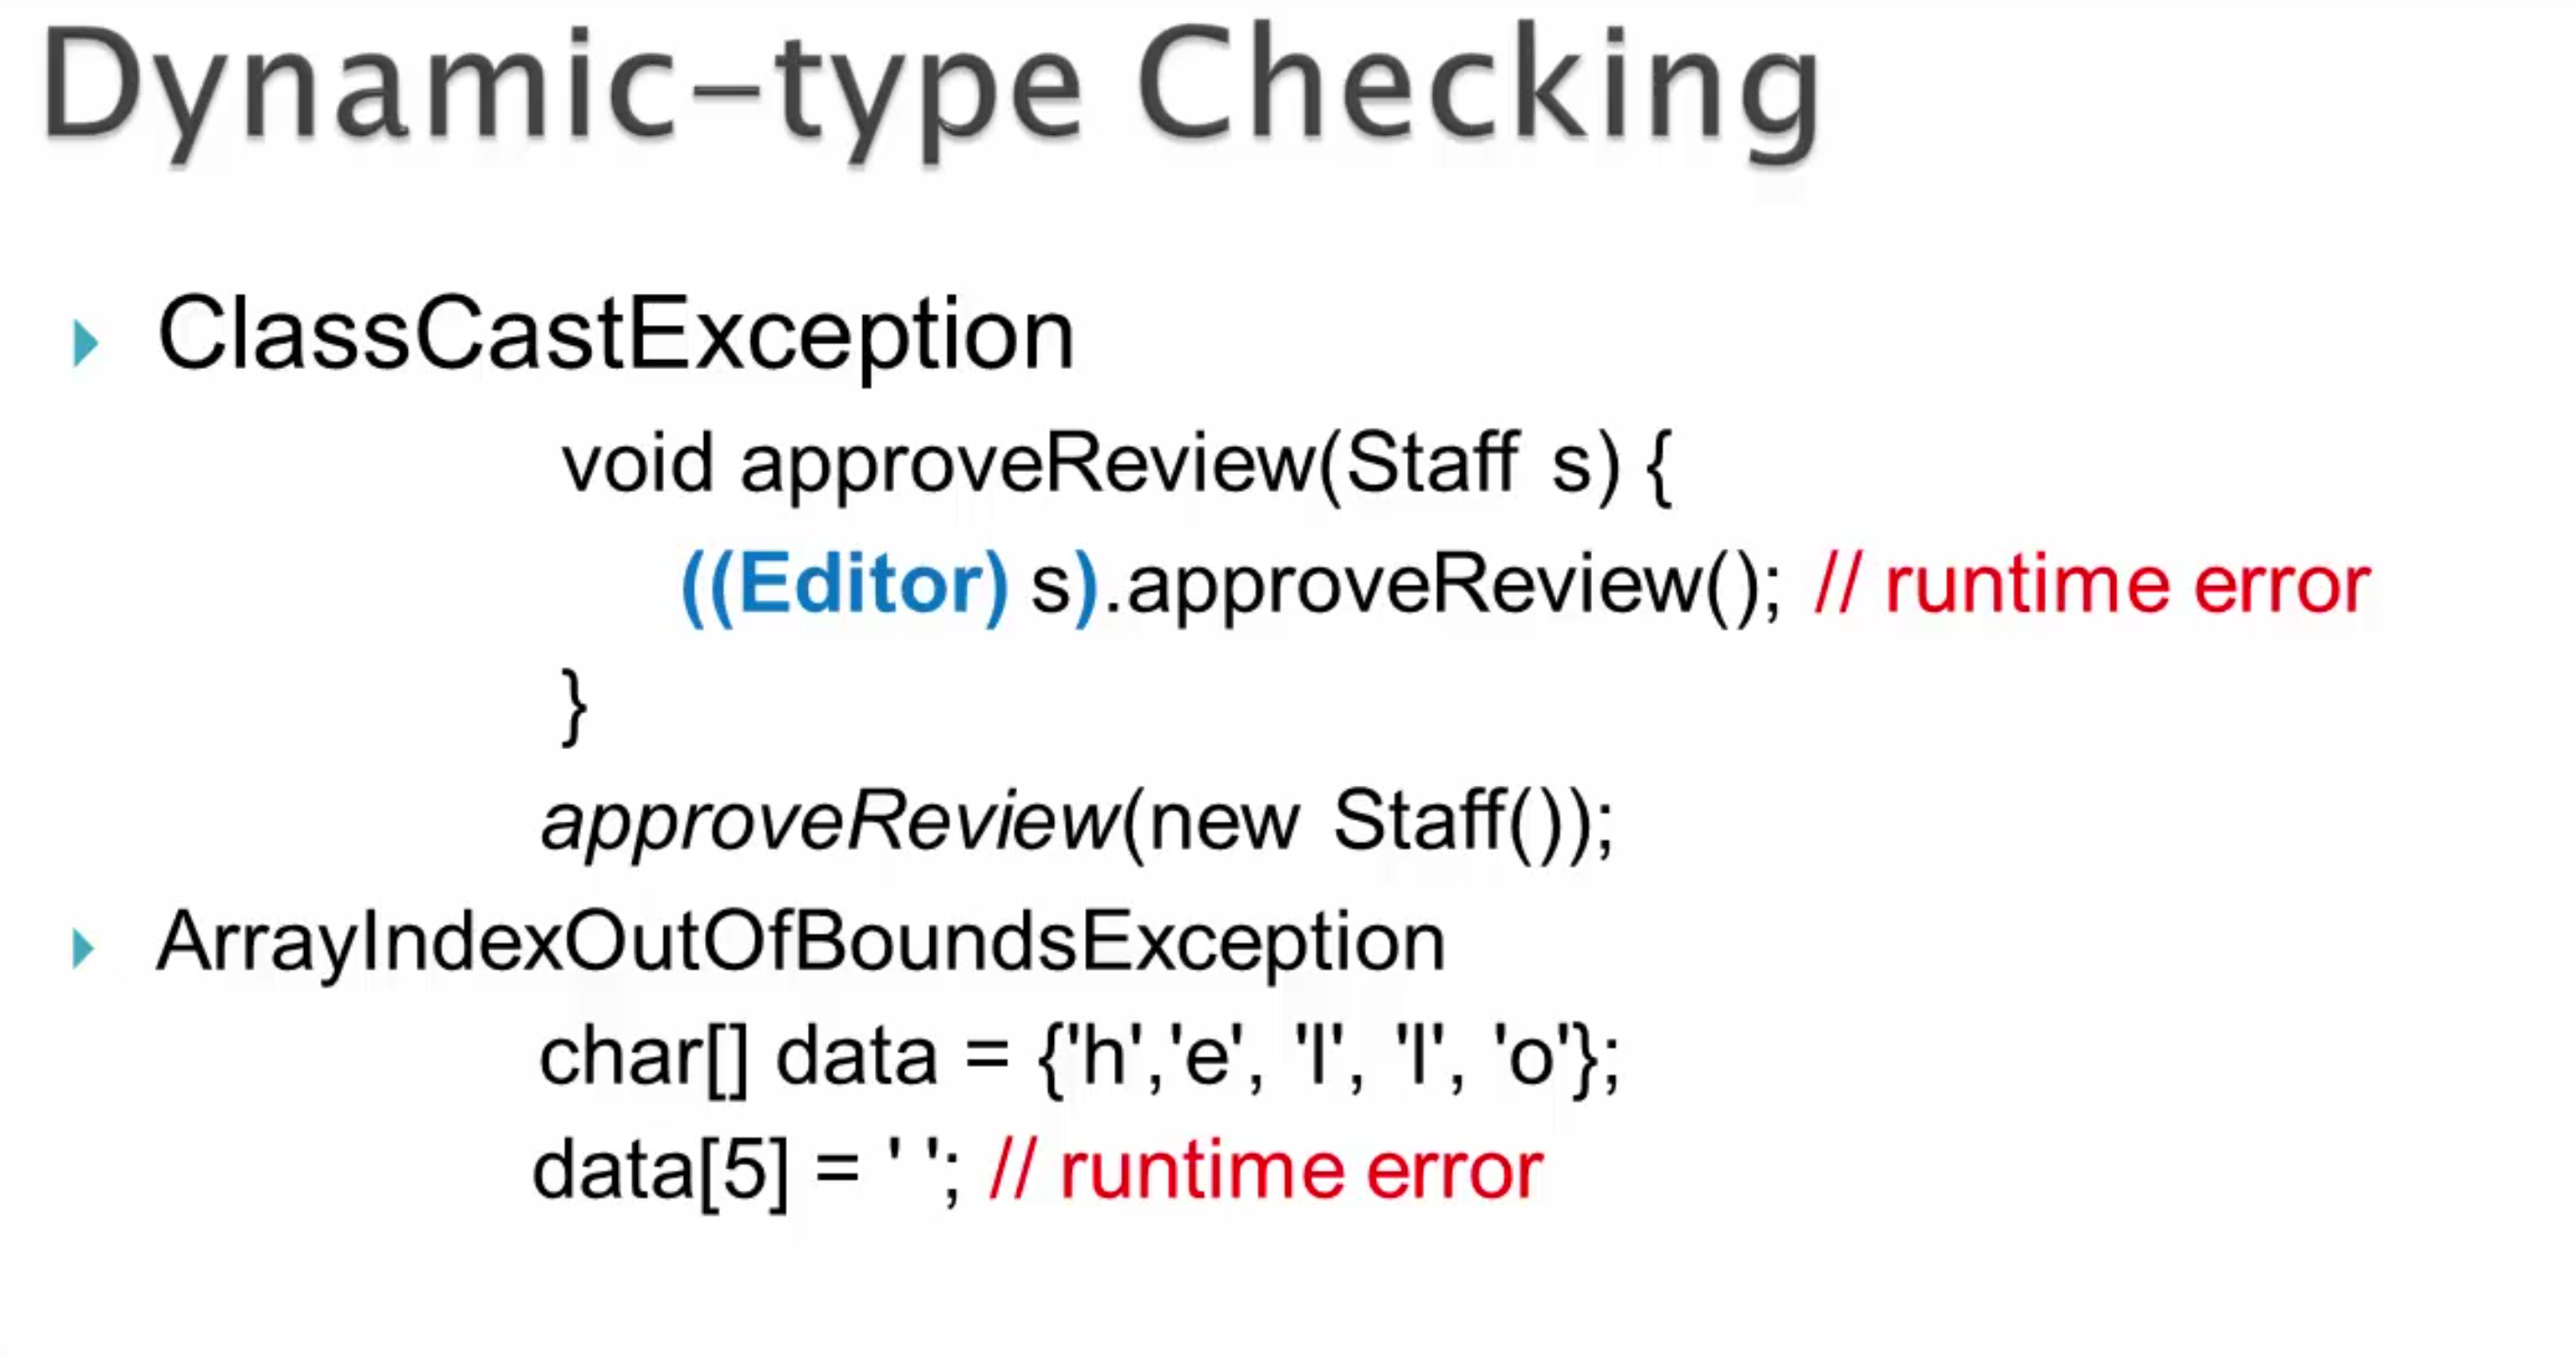 Dynamic-type Checking
ClassCastException
void approveReview(Staff s) {
((Editor) s).approveReview(); // runtime error
}
approveReview(new Staff());
ArrayIndexOutOfBoundsException
char[] data = {'h','e', 'l', 'l', 'o'};
data[5] = ' '; // runtime error